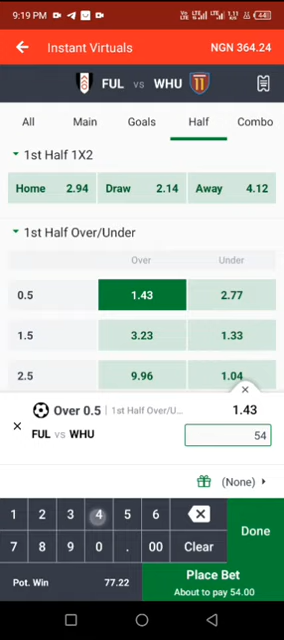 9:19 PM
Instant Virtuals NGN 364.24
FUL vs WHU
All Main Goals Half Combo
1st Half 1X2
Home 2.94 Draw 2.14 Away 4.12
1st Half Over/Under
Over Under
0.5 1.43 2.77
1.5 3.23 1.33
2.5 9.96 1.04
Over 0.5 | 1st Half Over/U... 1.43
FUL vs WHU 54
(None)
1 2 3 4 5 6
Done
7 8 9 0 . 00 Clear
Pot. Win 77.22 Place Bet
About to pay 54.00